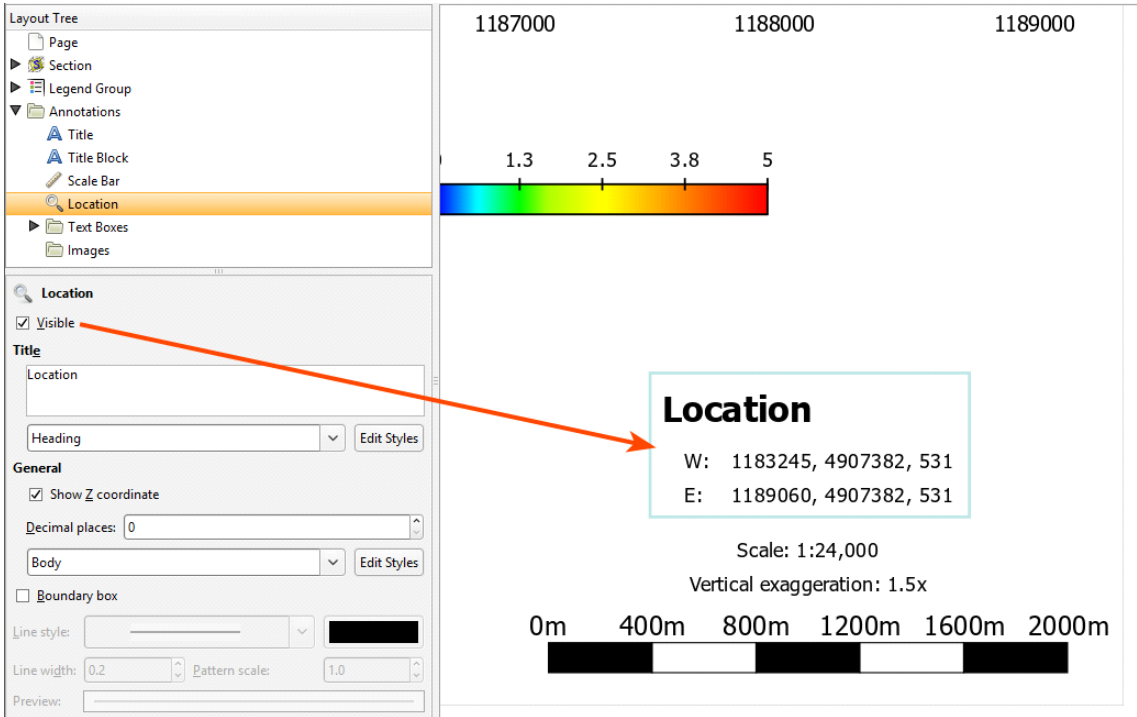 Layout Tree
Page
Section
Legend Group
Annotations
Title
Title Block
Scale Bar
Location
Text Boxes
Images
Location
Visible
Title
Location
Heading
Edit Styles
General
Show Z coordinate
Decimal places: 0
Body
Edit Styles
Boundary box
Line style:
Line width: 0.2 Pattern scale: 1.0
Preview:
1187000 1188000 1189000
1.3 2.5 3.8 5
Location
W: 1183245, 4907382, 531
E: 1189060, 4907382, 531
Scale: 1:24,000
Vertical exaggeration: 1.5x
0m 400m 800m 1200m 1600m 2000m